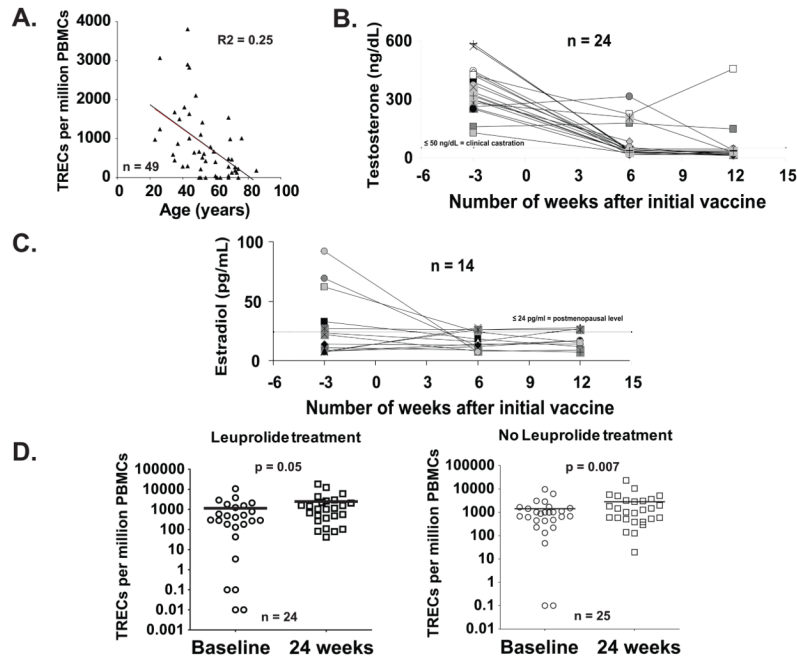 A.
4000
3000
2000
1000
0
TRECs per million PBMCs
R2 = 0.25
n = 49
0 20 40 60 80 100
Age (years)
B.
600
300
0
Testosterone (ng/dL)
n = 24
≤ 50 ng/dL = clinical castration
-6 -3 0 3 6 9 12 15
Number of weeks after initial vaccine
C.
100
50
0
Estradiol (pg/mL)
n = 14
≤ 24 pg/ml = postmenopausal level
-6 -3 0 3 6 9 12 15
Number of weeks after initial vaccine
D.
Leuprolide treatment
p = 0.05
TRECs per million PBMCs
100000
10000
1000
100
10
1
0.1
0.01
0.001
n = 24
Baseline 24 weeks
No Leuprolide treatment
p = 0.007
TRECs per million PBMCs
100000
10000
1000
100
10
1
0.1
0.01
n = 25
Baseline 24 weeks